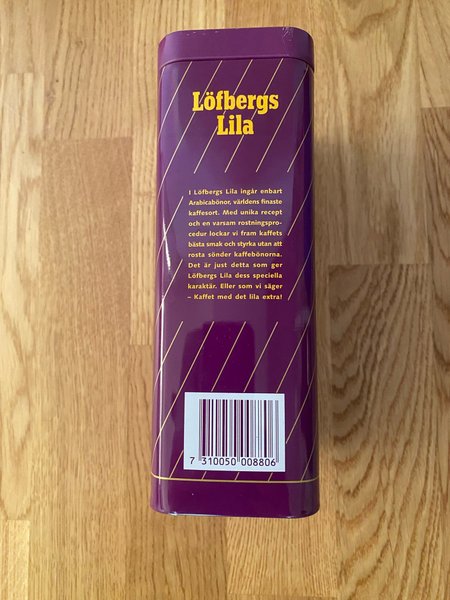 Löfbergs
Lila
I Löfbergs Lila ingår enbart
Arabicabönor, världens finaste
kaffesort. Med unika recept
och en varsam rostningspro-
cedur lockar vi fram kaffets
bästa smak och styrka utan att
rosta sönder kaffebönorna.
Det är just detta som ger
Löfbergs Lila dess speciella
karaktär. Eller som vi säger
– Kaffet med det lila extra!
7 310050 008806